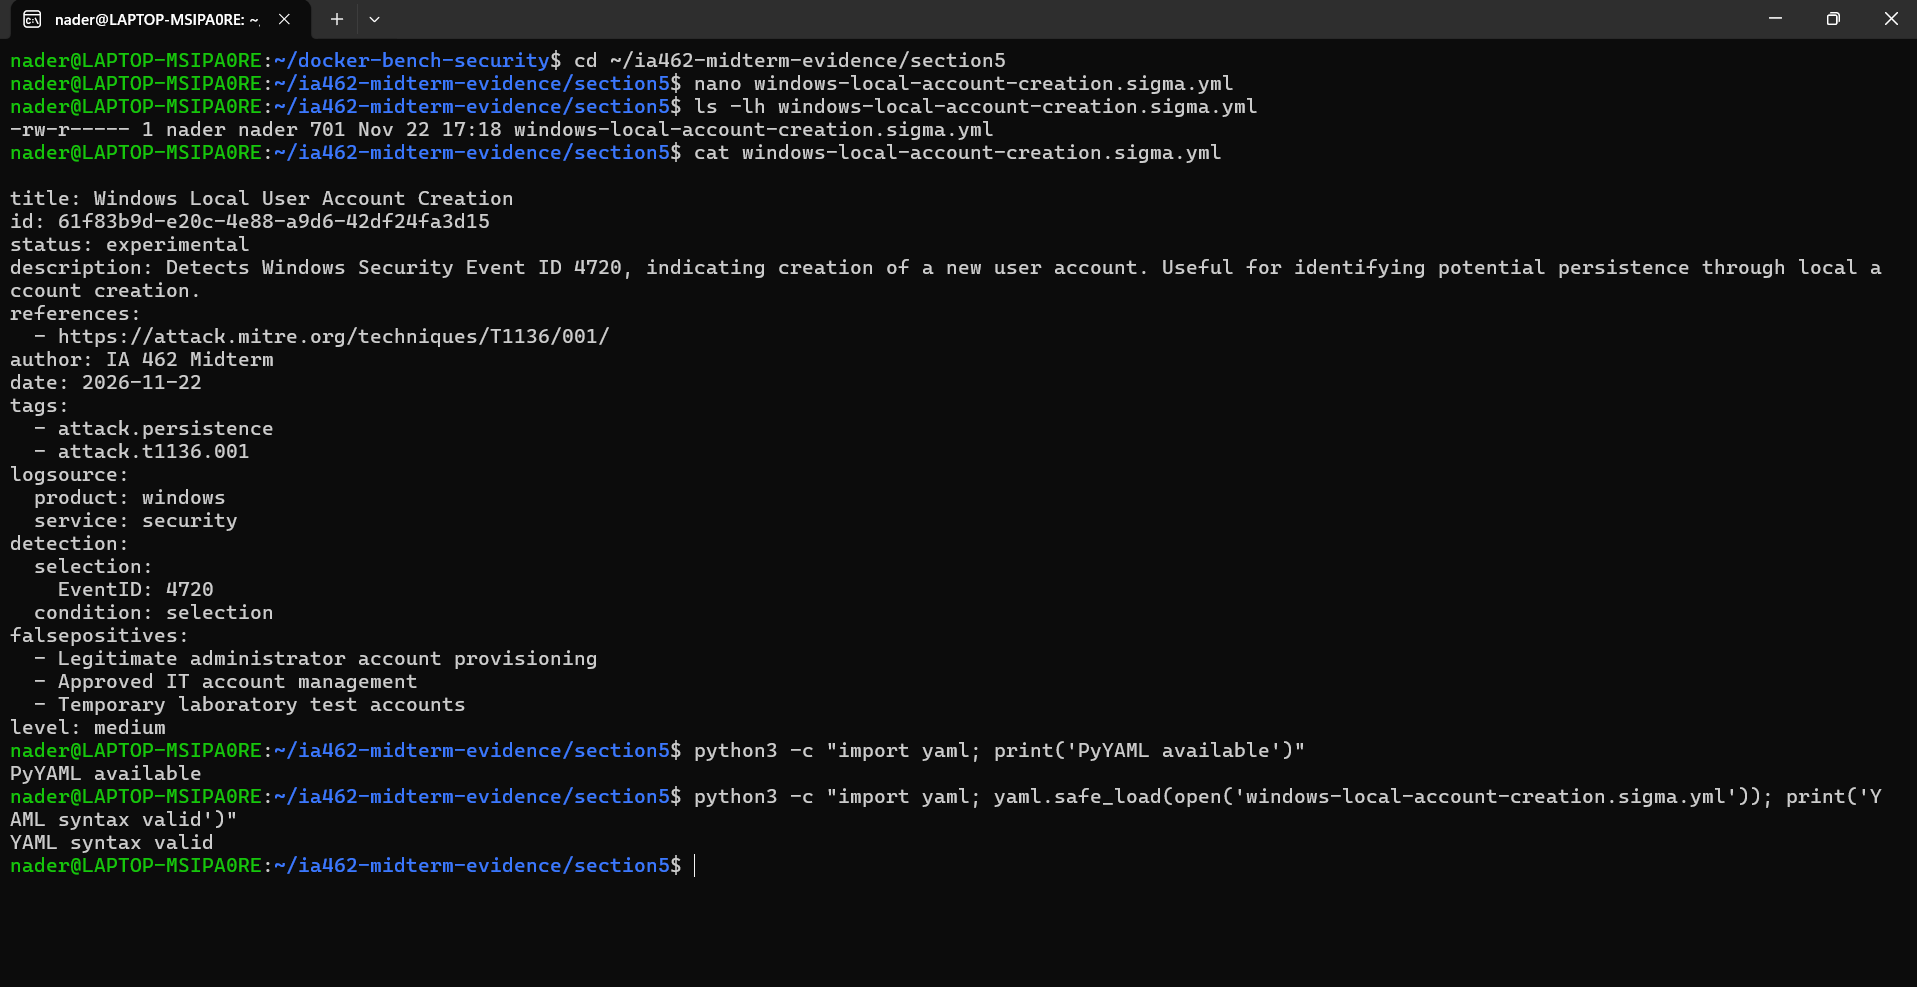 nader@LAPTOP-MSIPA0RE: ~,
nader@LAPTOP-MSIPA0RE:~/docker-bench-security$ cd ~/ia462-midterm-evidence/section5
nader@LAPTOP-MSIPA0RE:~/ia462-midterm-evidence/section5$ nano windows-local-account-creation.sigma.yml
nader@LAPTOP-MSIPA0RE:~/ia462-midterm-evidence/section5$ ls -lh windows-local-account-creation.sigma.yml
-rw-r----- 1 nader nader 701 Nov 22 17:18 windows-local-account-creation.sigma.yml
nader@LAPTOP-MSIPA0RE:~/ia462-midterm-evidence/section5$ cat windows-local-account-creation.sigma.yml
title: Windows Local User Account Creation
id: 61f83b9d-e20c-4e88-a9d6-42df24fa3d15
status: experimental
description: Detects Windows Security Event ID 4720, indicating creation of a new user account. Useful for identifying potential persistence through local a
ccount creation.
references:
  - https://attack.mitre.org/techniques/T1136/001/
author: IA 462 Midterm
date: 2026-11-22
tags:
  - attack.persistence
  - attack.t1136.001
logsource:
  product: windows
  service: security
detection:
  selection:
    EventID: 4720
  condition: selection
falsepositives:
  - Legitimate administrator account provisioning
  - Approved IT account management
  - Temporary laboratory test accounts
level: medium
nader@LAPTOP-MSIPA0RE:~/ia462-midterm-evidence/section5$ python3 -c "import yaml; print('PyYAML available')"
PyYAML available
nader@LAPTOP-MSIPA0RE:~/ia462-midterm-evidence/section5$ python3 -c "import yaml; yaml.safe_load(open('windows-local-account-creation.sigma.yml')); print('Y
AML syntax valid')"
YAML syntax valid
nader@LAPTOP-MSIPA0RE:~/ia462-midterm-evidence/section5$